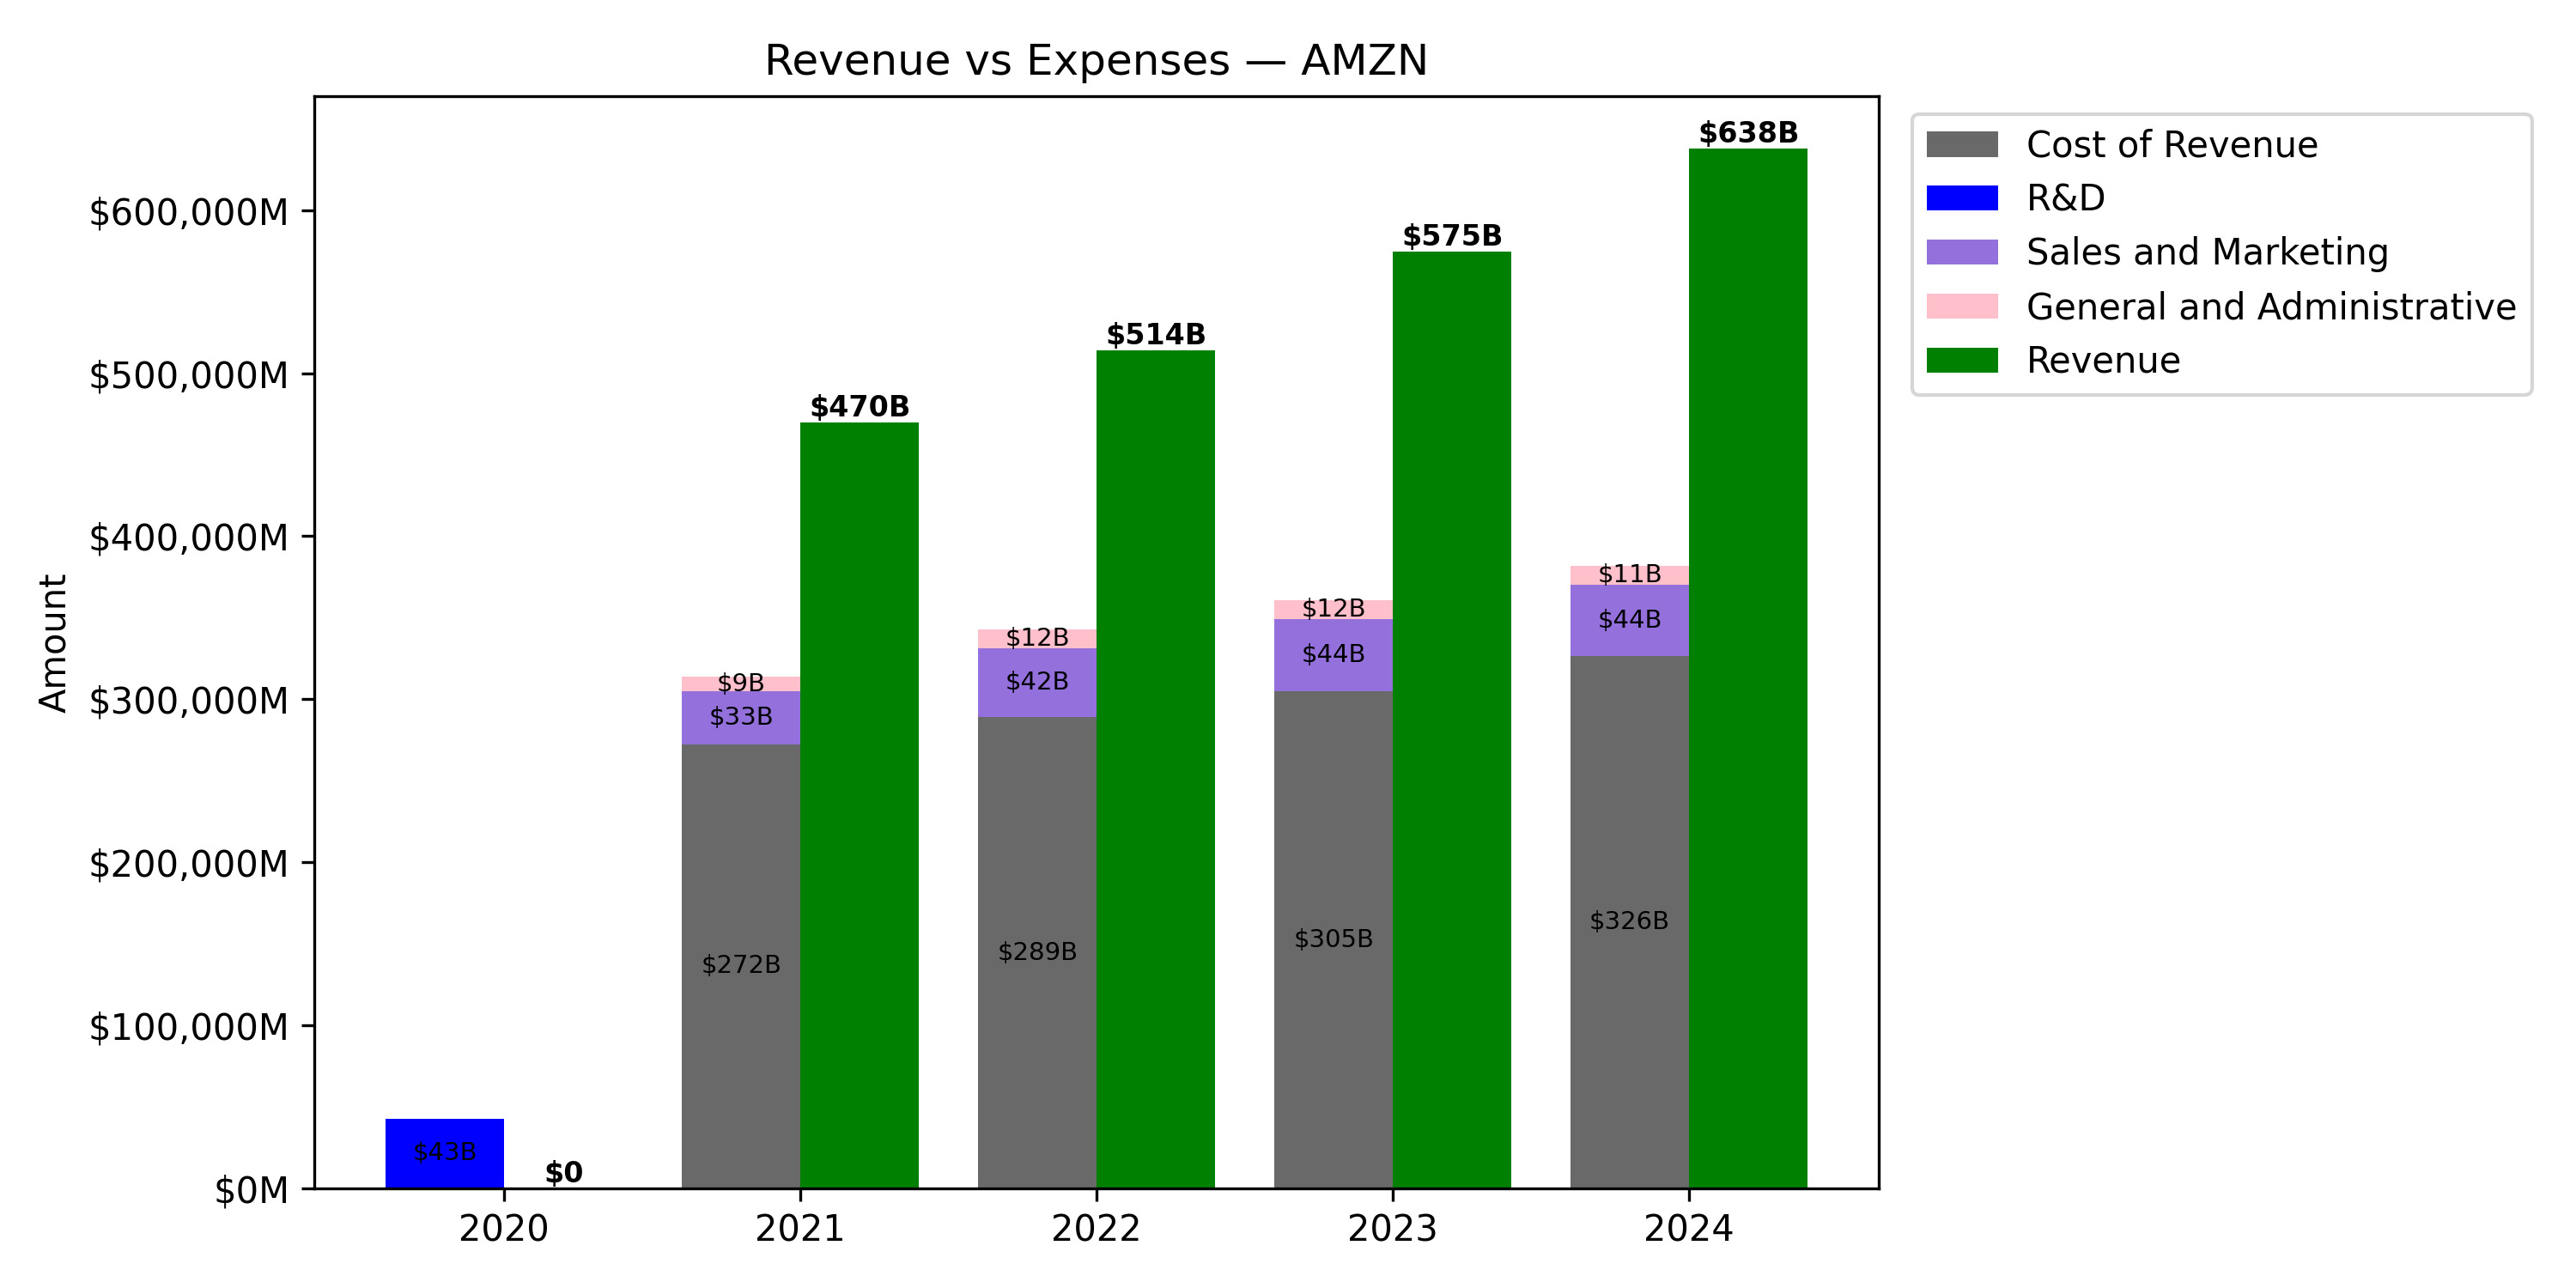 Revenue vs Expenses — AMZN
Cost of Revenue
R&D
Sales and Marketing
General and Administrative
Revenue
Amount
$600,000M
$500,000M
$400,000M
$300,000M
$200,000M
$100,000M
$0M
$43B
$0
$470B
$9B
$33B
$272B
$514B
$12B
$42B
$289B
$575B
$12B
$44B
$305B
$638B
$11B
$44B
$326B
2020 2021 2022 2023 2024